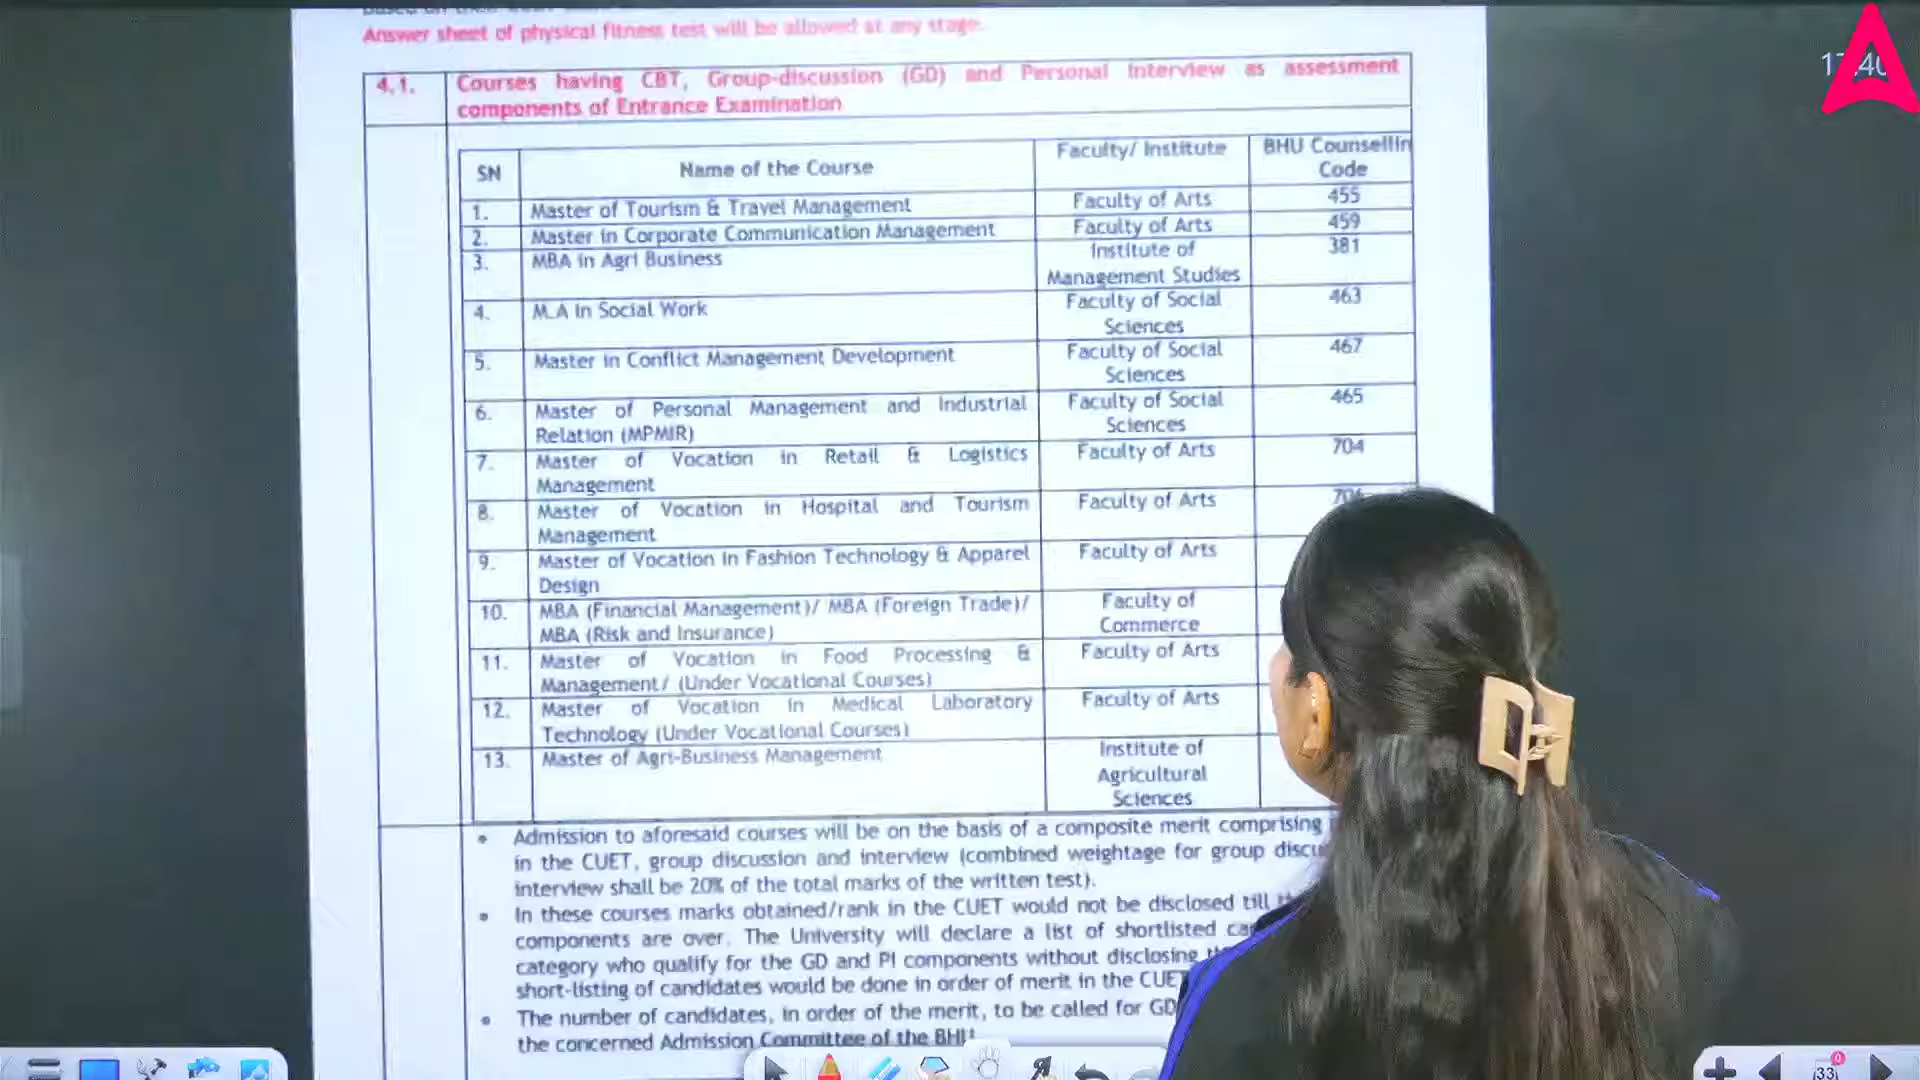 Answer sheet of physical fitness test will be allowed at any stage.
4.1. Courses having CBT, Group-discussion (GD) and Personal Interview as assessment
components of Entrance Examination
SN Name of the Course Faculty/ Institute BHU Counsellin
Code
1. Master of Tourism & Travel Management Faculty of Arts 455
2. Master in Corporate Communication Management Faculty of Arts 459
3. MBA in Agri Business Institute of 381
Management Studies
4. M.A in Social Work Faculty of Social 463
Sciences
5. Master in Conflict Management Development Faculty of Social 467
Sciences
6. Master of Personal Management and Industrial Faculty of Social 465
Relation (MPMIR) Sciences
7. Master of Vocation in Retail & Logistics Faculty of Arts 704
Management
8. Master of Vocation in Hospital and Tourism Faculty of Arts
Management
9. Master of Vocation in Fashion Technology & Apparel Faculty of Arts
Design
10. MBA (Financial Management)/ MBA (Foreign Trade)/ Faculty of
MBA (Risk and Insurance) Commerce
11. Master of Vocation in Food Processing & Faculty of Arts
Management/ (Under Vocational Courses)
12. Master of Vocation in Medical Laboratory Faculty of Arts
Technology (Under Vocational Courses)
13. Master of Agri-Business Management Institute of
Agricultural
Sciences
• Admission to aforesaid courses will be on the basis of a composite merit comprising
in the CUET, group discussion and interview (combined weightage for group discu
interview shall be 20% of the total marks of the written test).
• In these courses marks obtained/rank in the CUET would not be disclosed till
components are over. The University will declare a list of shortlisted
category who qualify for the GD and PI components without disclosing
short-listing of candidates would be done in order of merit in the CUE
• The number of candidates, in order of the merit, to be called for GD
the concerned Admission Committee of the BHU
33
0